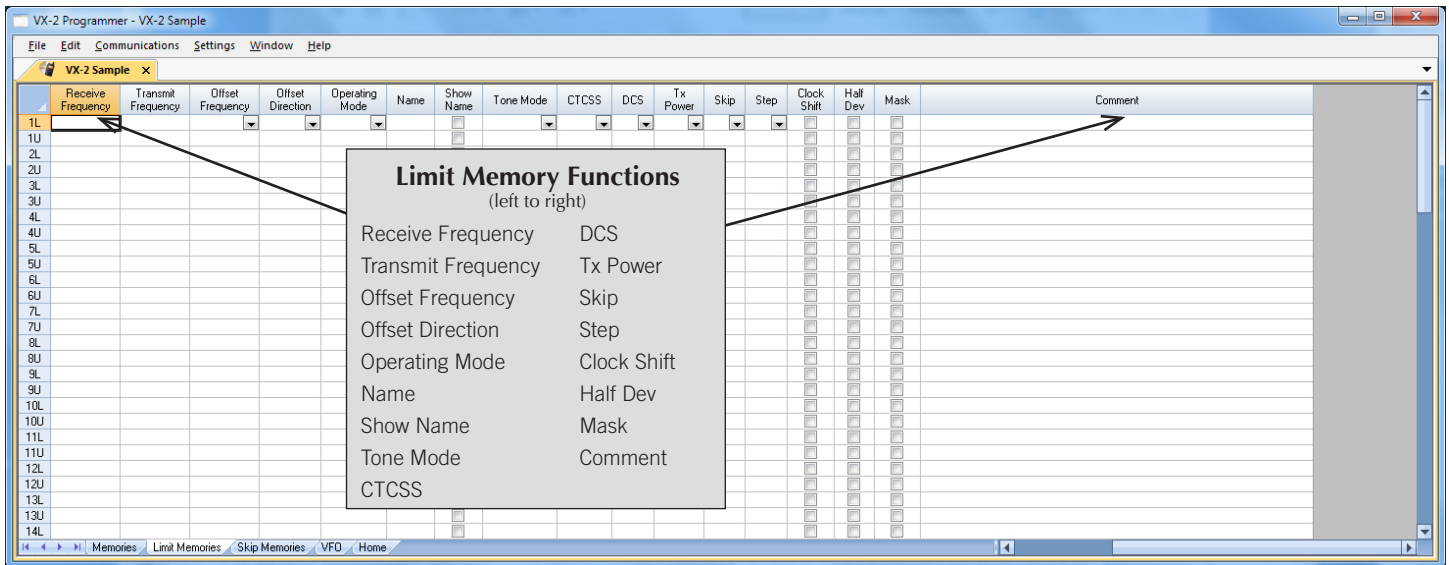 VX-2 Programmer - VX-2 Sample
File Edit Communications Settings Window Help
VX-2 Sample x
Receive Frequency Transmit Frequency Offset Frequency Offset Direction Operating Mode Name Show Name Tone Mode CTCSS DCS Tx Power Skip Step Clock Shift Half Dev Mask Comment
1L
1U
2L
2U
3L
3U
4L
4U
5L
5U
6L
6U
7L
7U
8L
8U
9L
9U
10L
10U
11L
11U
12L
12U
13L
13U
14L
Limit Memory Functions
(left to right)
Receive Frequency
Transmit Frequency
Offset Frequency
Offset Direction
Operating Mode
Name
Show Name
Tone Mode
CTCSS
DCS
Tx Power
Skip
Step
Clock Shift
Half Dev
Mask
Comment
Memories Limit Memories Skip Memories VFO Home